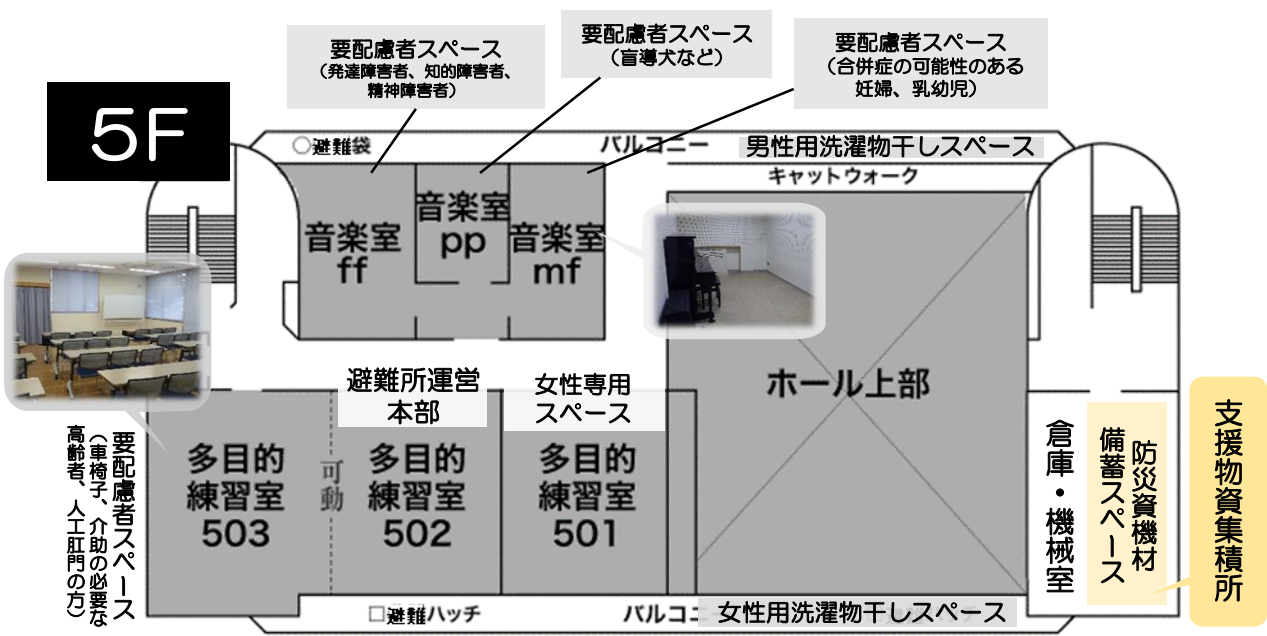 5F
要配慮者スペース
（発達障害者、知的障害者、
精神障害者）
要配慮者スペース
（盲導犬など）
要配慮者スペース
（合併症の可能性のある
妊婦、乳幼児）
○避難袋
バルコニー
男性用洗濯物干しスペース
キャットウォーク
音楽室
ff
音楽室
pp
音楽室
mf
避難所運営
本部
女性専用
スペース
ホール上部
多目的
練習室
503
可動
多目的
練習室
502
多目的
練習室
501
要配慮者スペース
（車椅子、介助の必要な
高齢者、人工肛門の方）
倉庫・機械室
防災資機材
備蓄スペース
支援物資集積所
□避難ハッチ
バルコニ
女性用洗濯物干しスペース